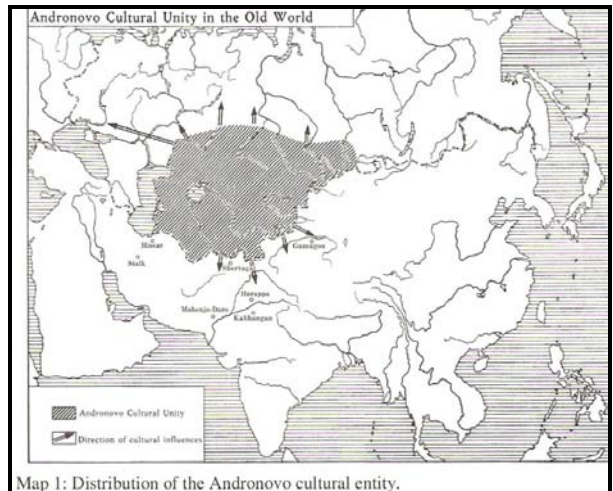 Andronovo Cultural Unity in the Old World
Gumugou
Hissar
Sialk
Shortugai
Harappa
Mohenjo-Daro
Kalibangan
Andronovo Cultural Unity
Direction of cultural influences
Map 1: Distribution of the Andronovo cultural entity.